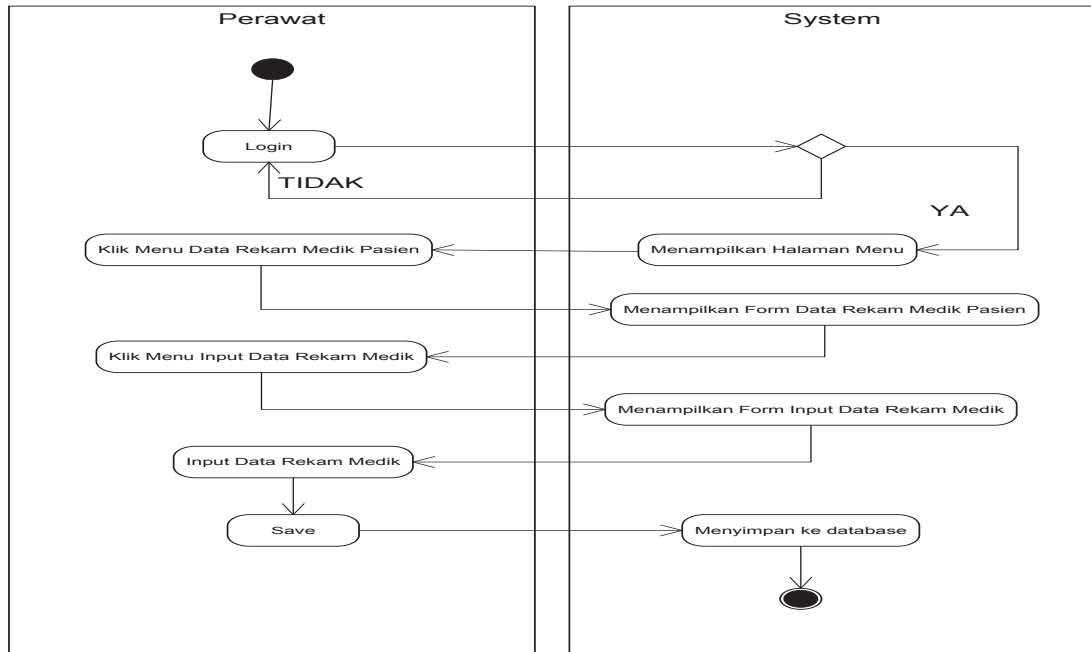 Perawat
System
Login
TIDAK
YA
Klik Menu Data Rekam Medik Pasien
Menampilkan Halaman Menu
Menampilkan Form Data Rekam Medik Pasien
Klik Menu Input Data Rekam Medik
Menampilkan Form Input Data Rekam Medik
Input Data Rekam Medik
Save
Menyimpan ke database